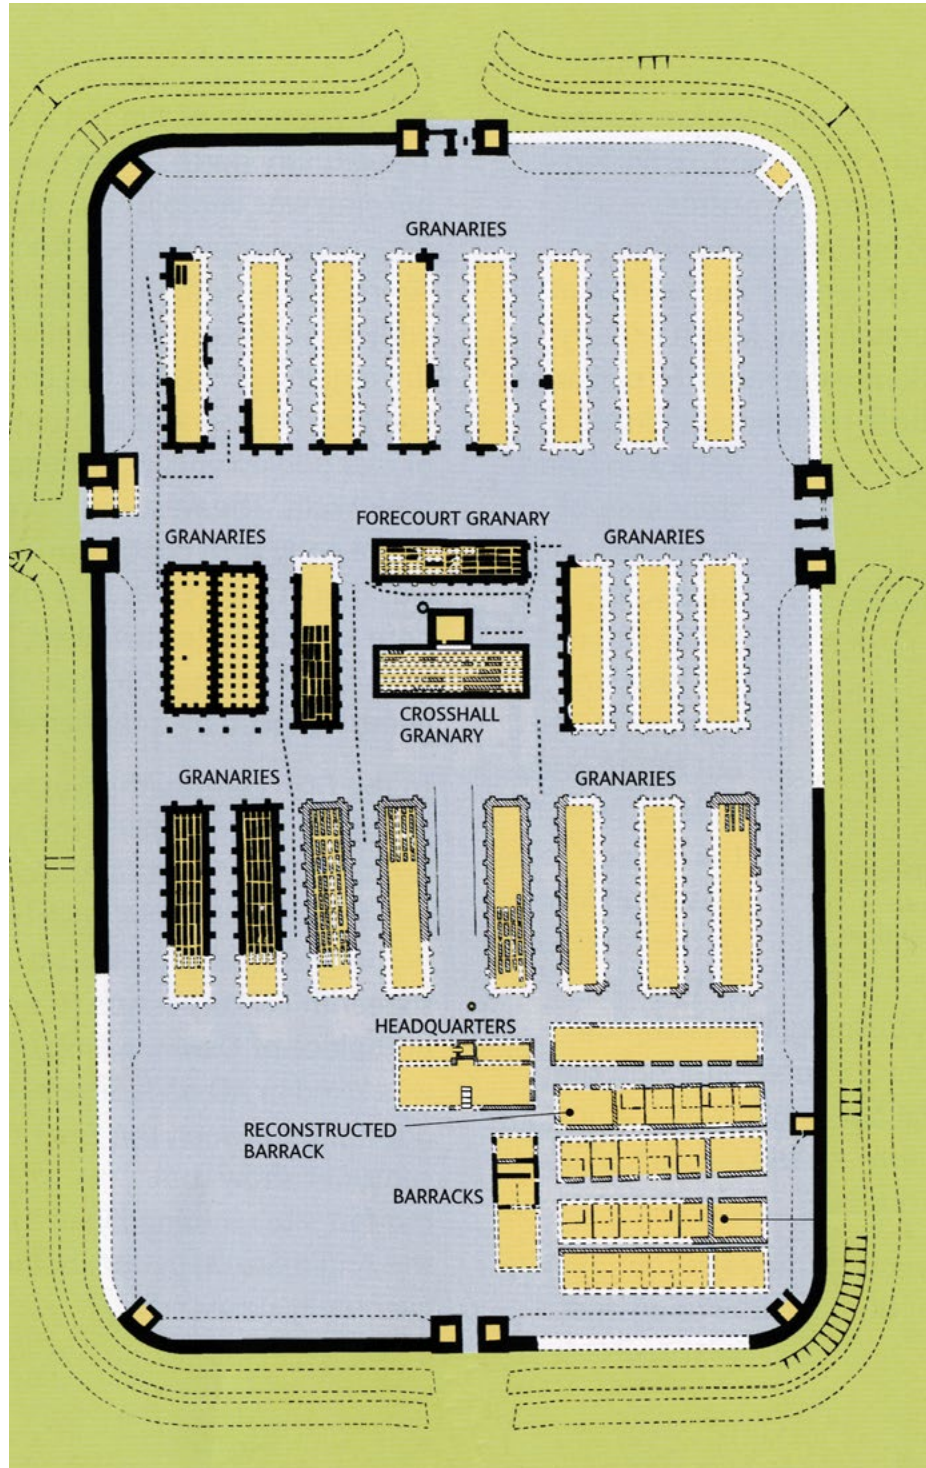 GRANARIES
FORECOURT GRANARY
GRANARIES
GRANARIES
CROSSHALL
GRANARY
GRANARIES
GRANARIES
HEADQUARTERS
RECONSTRUCTED
BARRACK
BARRACKS